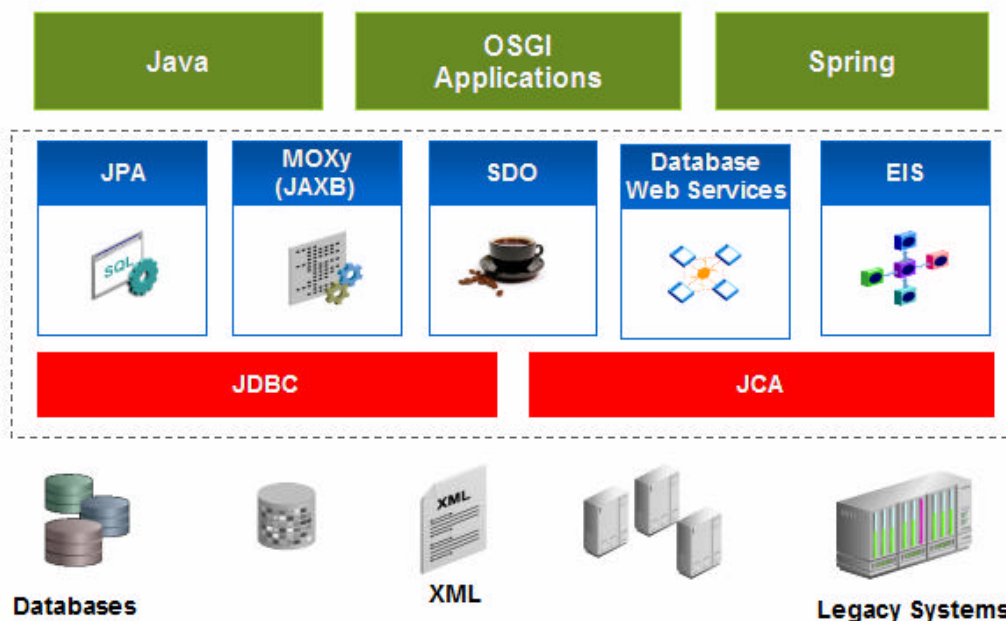 Java
OSGI
Applications
Spring
JPA
MOXy
(JAXB)
SDO
Database
Web Services
EIS
SQL
JDBC
JCA
XML
Databases
XML
Legacy Systems